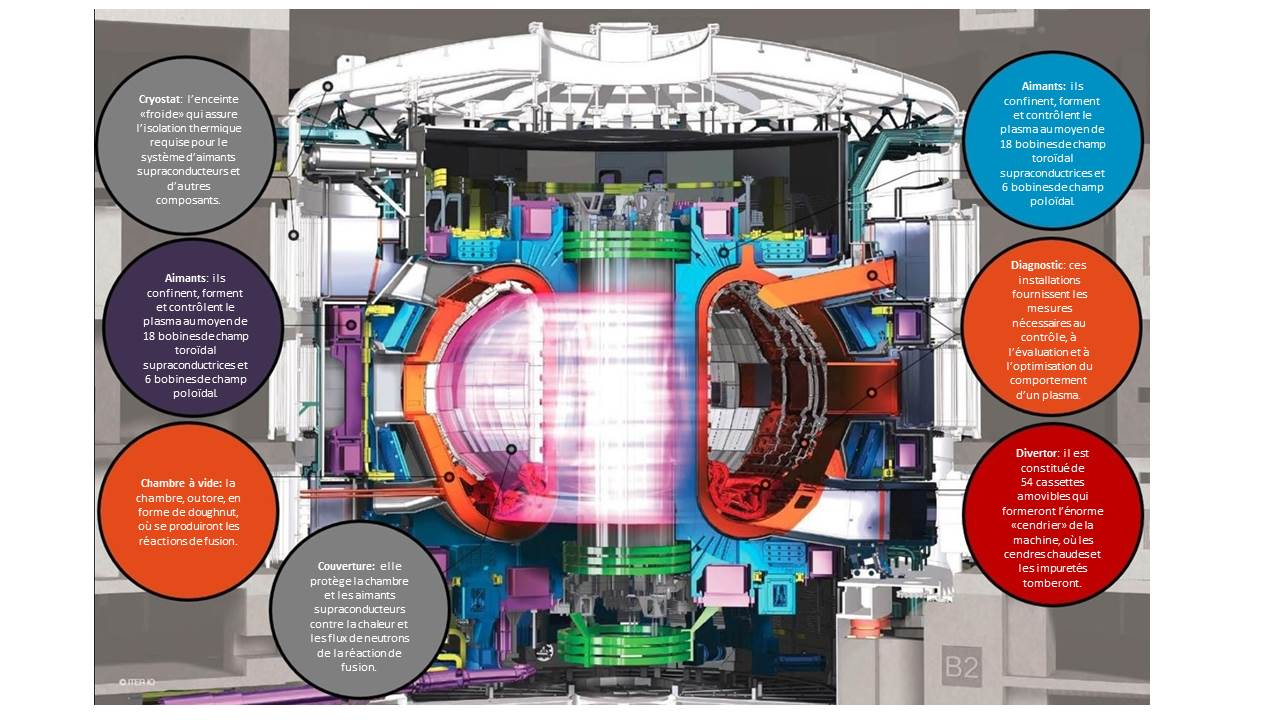 Cryostat: l’enceinte
«froide» qui assure
l’isolation thermique
requise pour le
système d’aimants
supraconducteurs et
d’autres
composants.
Aimants: ils
confinent, forment
et contrôlent le
plasma au moyen de
18 bobines de champ
toroïdal
supraconductrices et
6 bobines de champ
poloïdal.
Chambre à vide: la
chambre, ou tore, en
forme de doughnut,
où se produiront les
réactions de fusion.
Couverture: elle
protège la chambre
et les aimants
supraconducteurs
contre la chaleur et
les flux de neutrons
de la réaction de
fusion.
Aimants: ils
confinent, forment
et contrôlent le
plasma au moyen de
18 bobines de champ
toroïdal
supraconductrices et
6 bobines de champ
poloïdal.
Diagnostic: ces
installations
fournissent les
mesures
nécessaires au
contrôle, à
l’évaluation et à
l’optimisation du
comportement
d’un plasma.
Divertor: il est
constitué de
54 cassettes
amovibles qui
formeront l’énorme
«cendrier» de la
machine, où les
cendres chaudes et
les impuretés
tomberont.
B2
© ITER IO